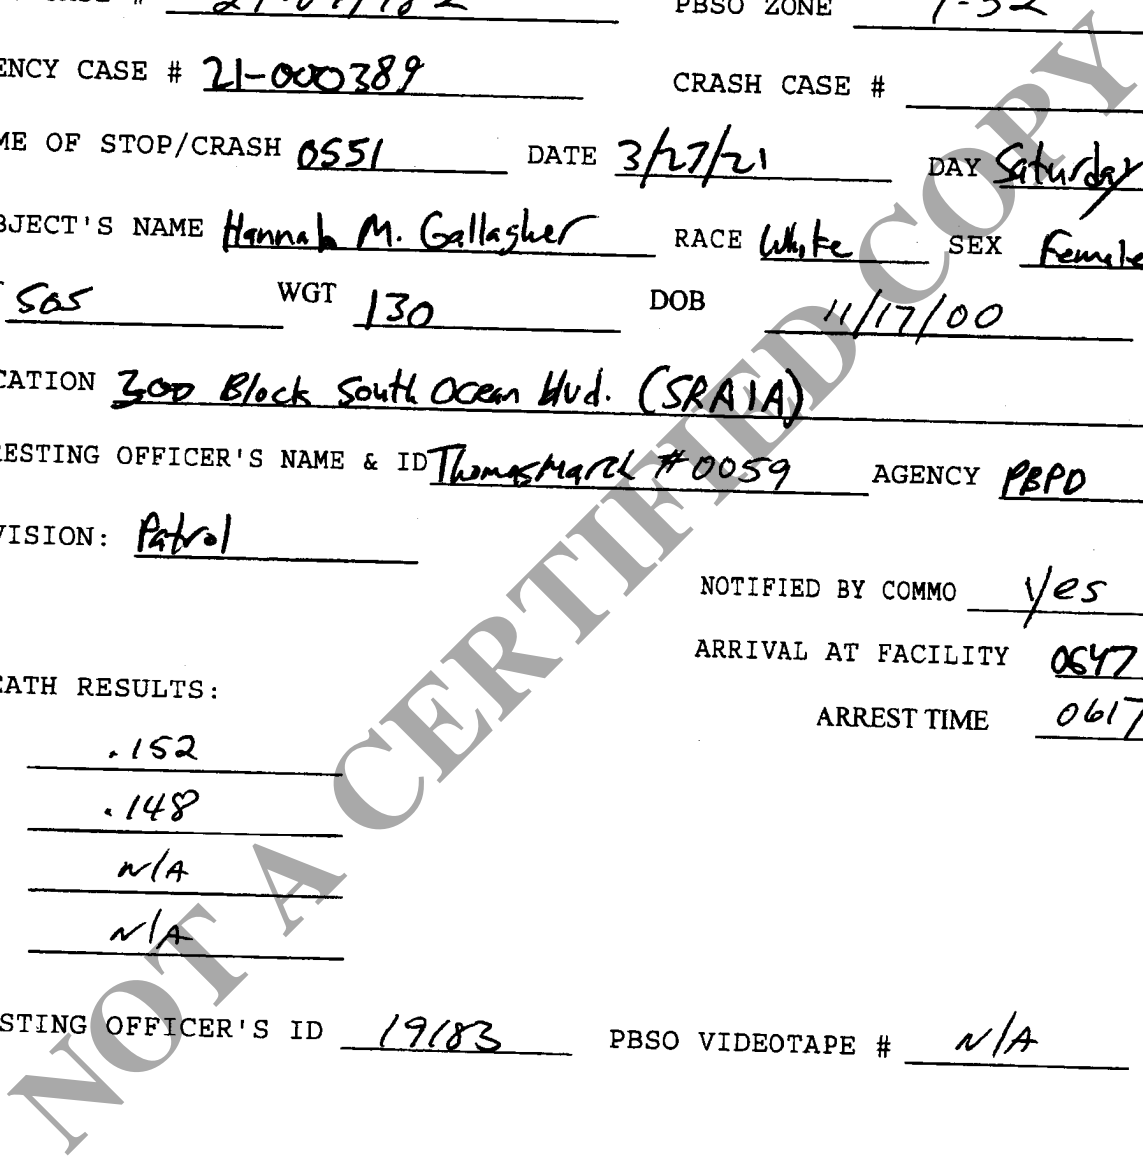 PBSO ZONE
ENCY CASE # 21-000389 CRASH CASE #
ME OF STOP/CRASH 0551 DATE 3/27/21 DAY Saturday
BJECT'S NAME Hannah M. Gallagher RACE White SEX Female
505 WGT 130 DOB 11/17/00
CATION 300 Block South Ocean blvd. (SRA1A)
RESTING OFFICER'S NAME & ID Thomas March #0059 AGENCY PBPD
VISION: Patrol
NOTIFIED BY COMMO yes
ARRIVAL AT FACILITY 0647
EATH RESULTS:
ARREST TIME 0617
.152
.148
N/A
N/A
STING OFFICER'S ID 19183 PBSO VIDEOTAPE # N/A
NOT A CERTIFIED COPY